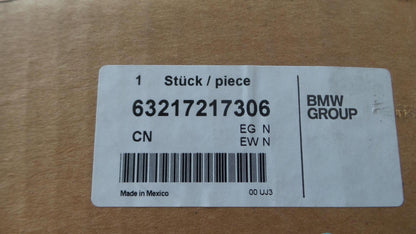 1 Stück / piece
63217217306
CN
EG N
EW N
Made in Mexico
00 UJ3
BMW
GROUP